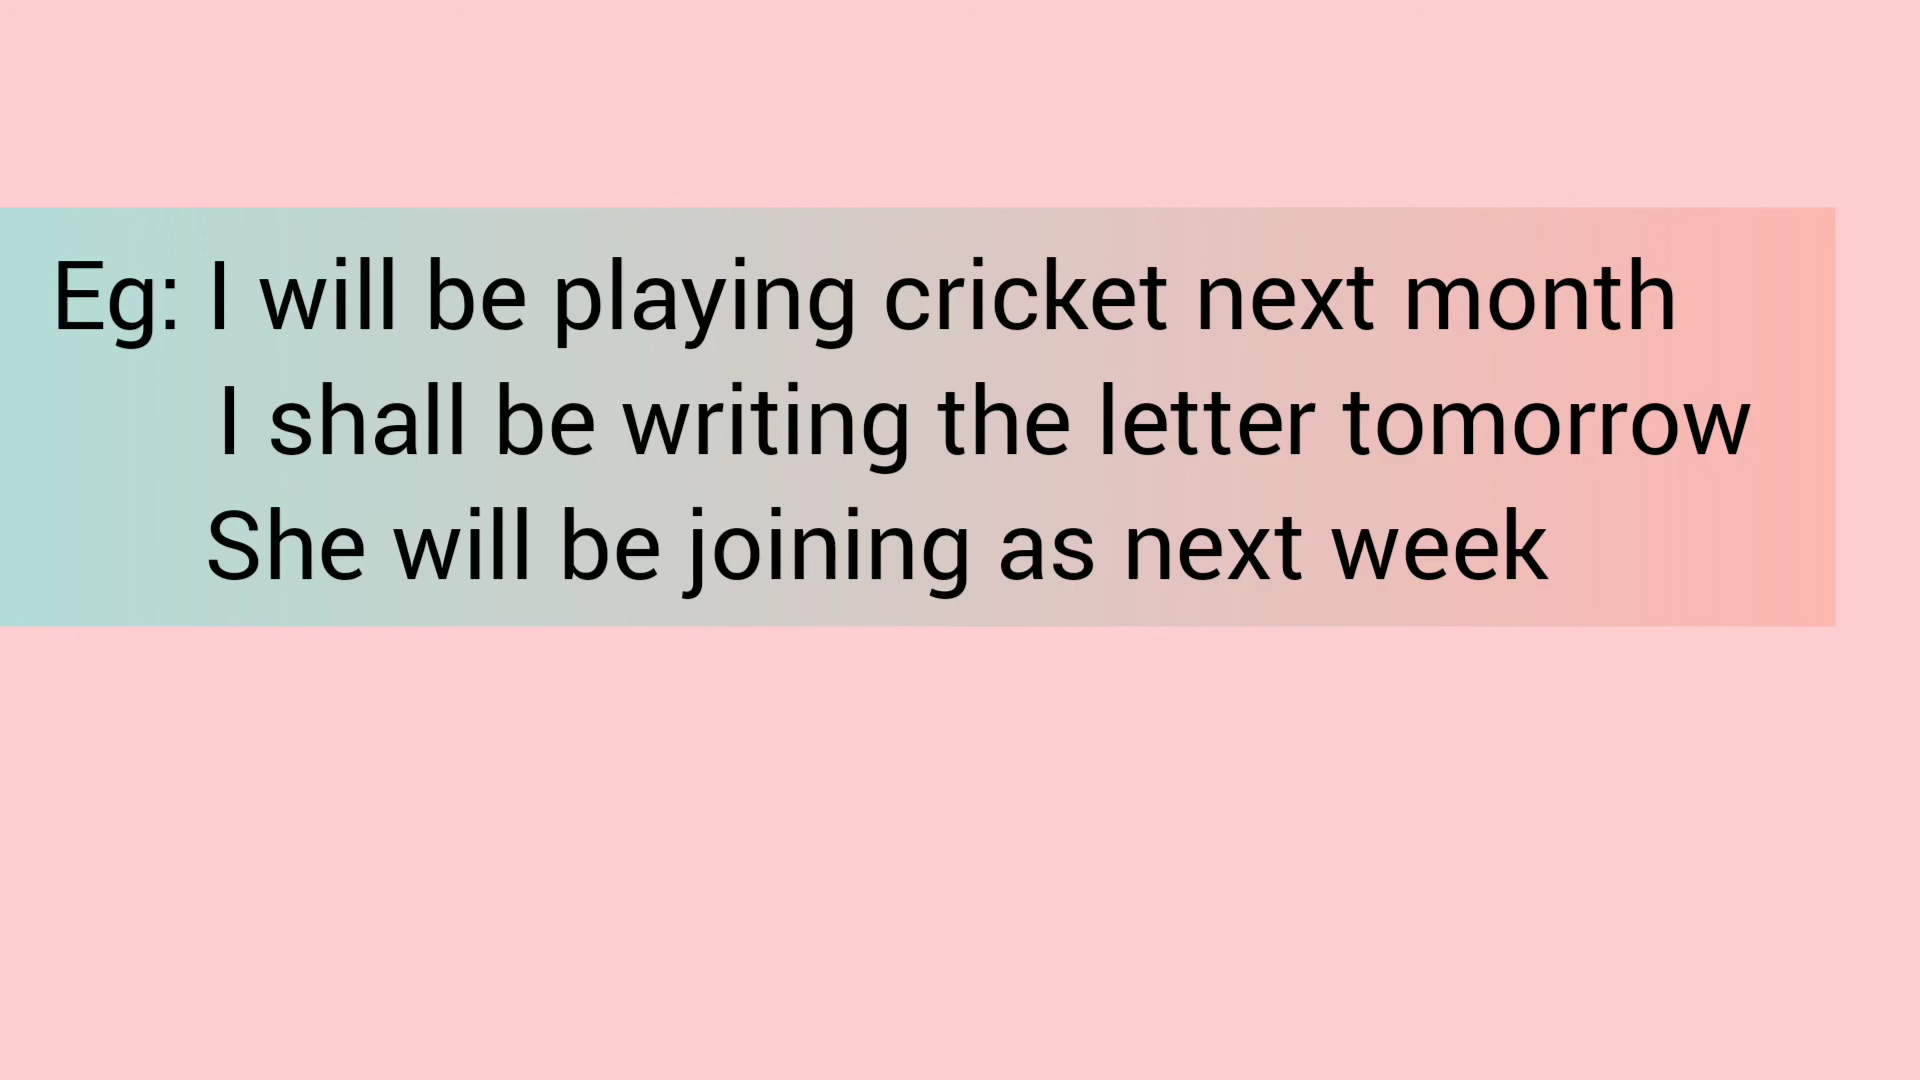 Eg: I will be playing cricket next month
I shall be writing the letter tomorrow
She will be joining as next week